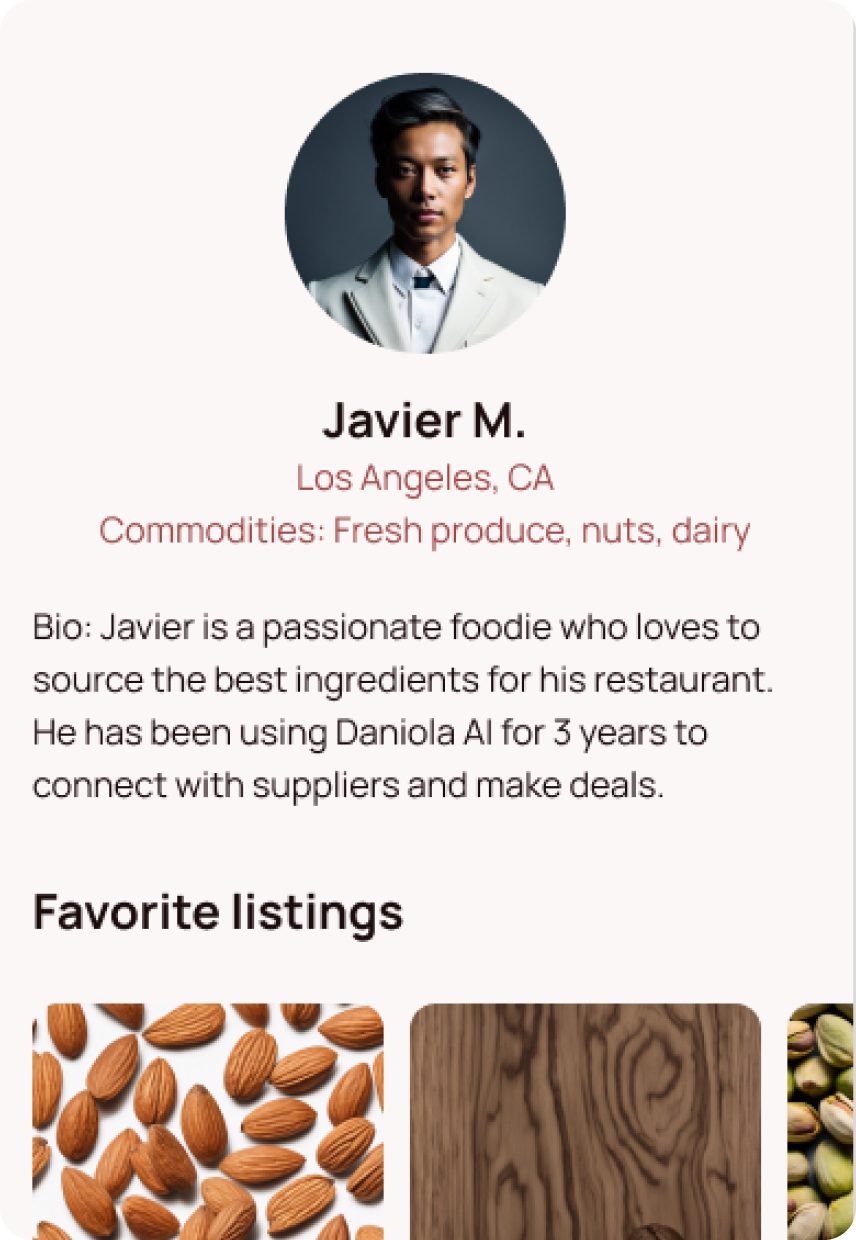 Javier M.
Los Angeles, CA
Commodities: Fresh produce, nuts, dairy
Bio: Javier is a passionate foodie who loves to
source the best ingredients for his restaurant.
He has been using Daniola AI for 3 years to
connect with suppliers and make deals.
Favorite listings